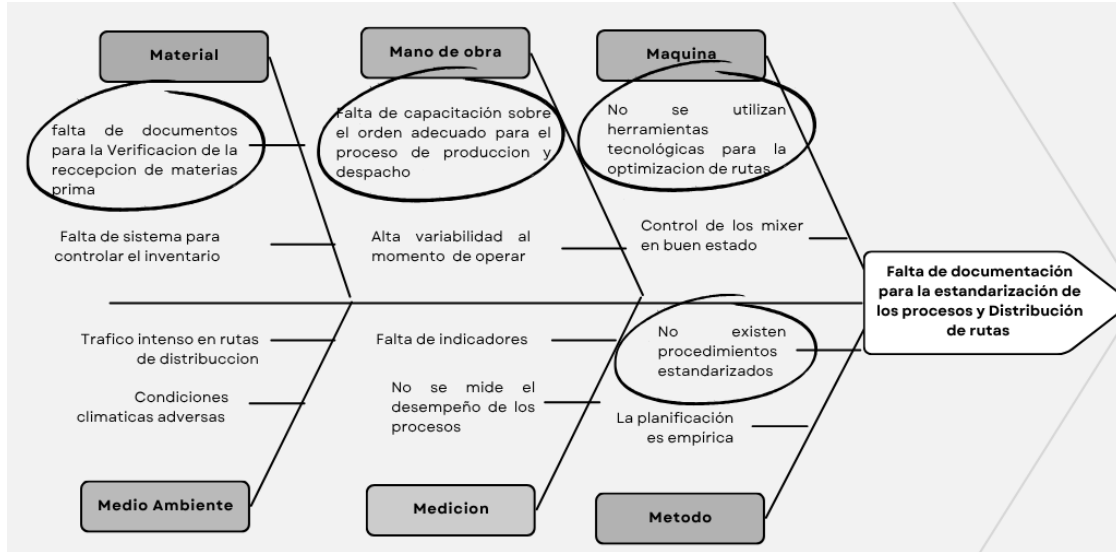 Material
Mano de obra
Maquina
falta de documentos
para la Verificacion de la
reccepcion de materias
prima
Falta de capacitación sobre
el orden adecuado para el
proceso de produccion y
despacho
No se utilizan
herramientas
tecnológicas para la
optimizacion de rutas
Falta de sistema para
controlar el inventario
Alta variabilidad al
momento de operar
Control de los mixer
en buen estado
Falta de documentación
para la estandarización de
los procesos y Distribución
de rutas
Trafico intenso en rutas
de distribuccion
Falta de indicadores
No existen
procedimientos
estandarizados
Condiciones
climaticas adversas
No se mide el
desempeño de los
procesos
La planificación
es empírica
Medio Ambiente
Medicion
Metodo